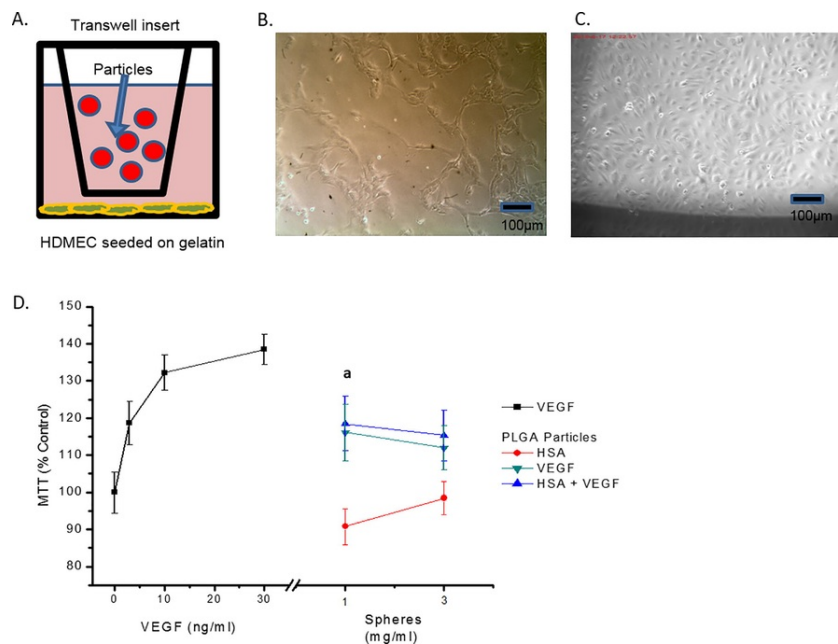 A.
Transwell insert
Particles
HDMEC seeded on gelatin
B.
100µm
C.
100µm
D.
150
140
130
120
110
100
90
80
MTT (% Control)
0
10
20
30
VEGF (ng/ml)
a
1
3
Spheres
(mg/ml)
VEGF
PLGA Particles
HSA
VEGF
HSA + VEGF